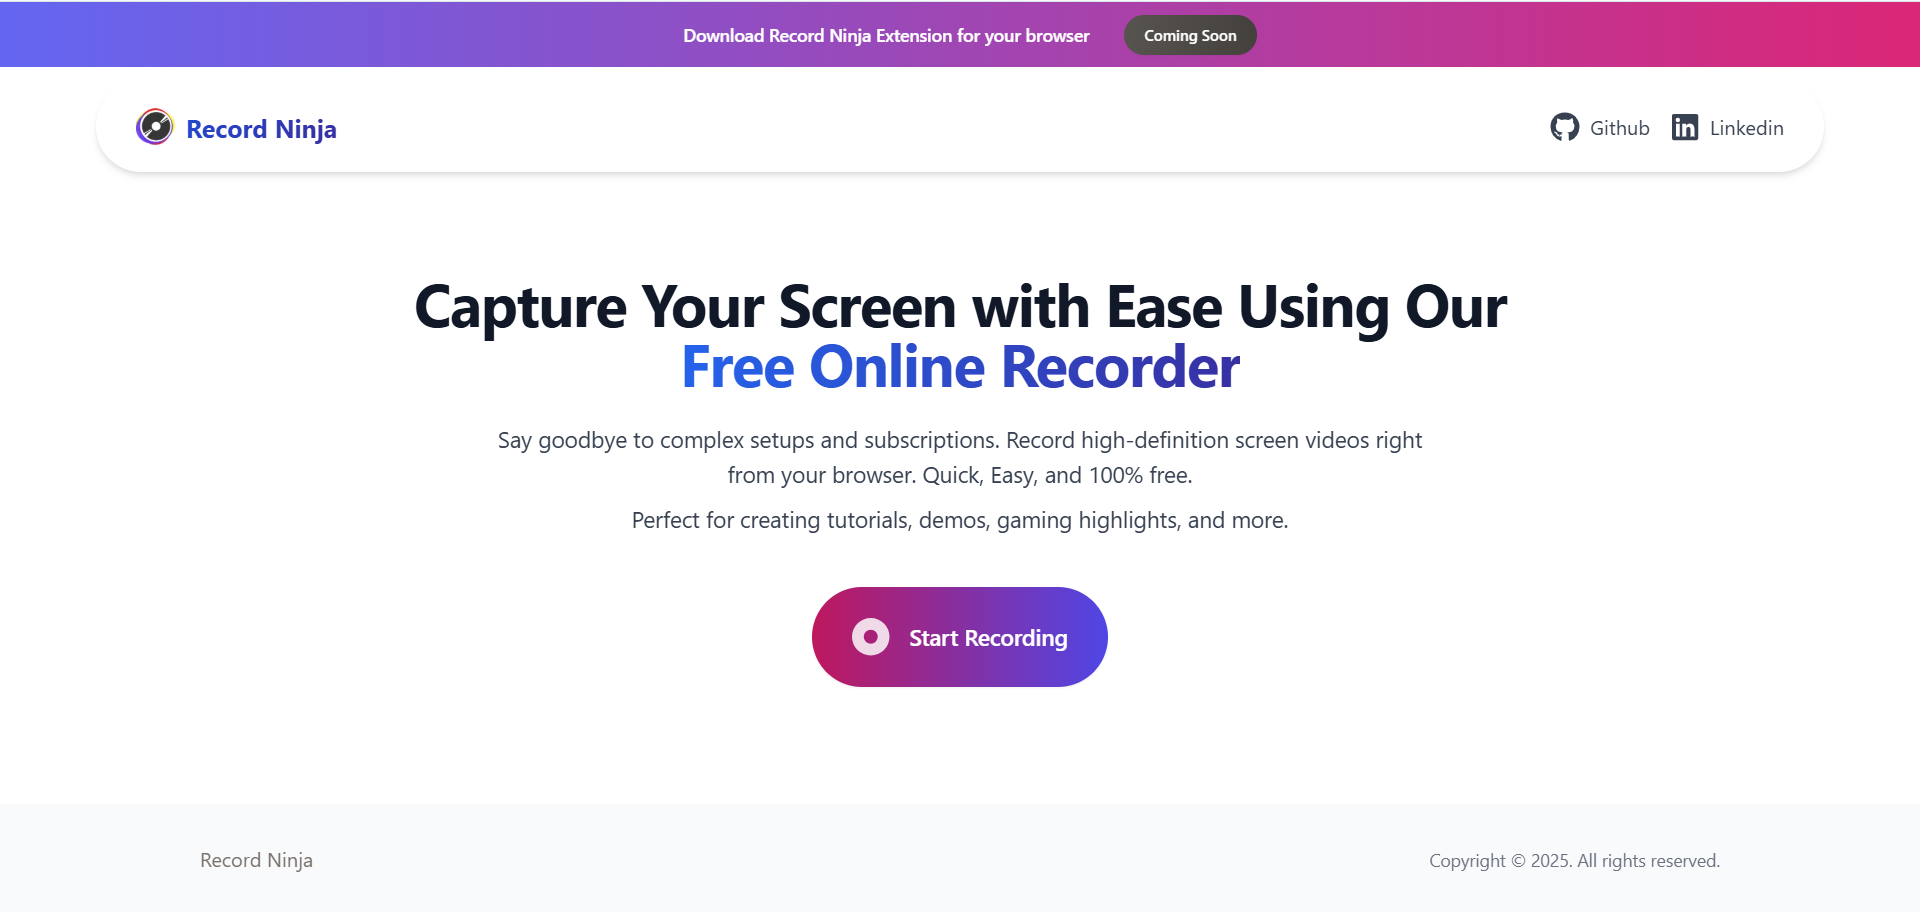 Download Record Ninja Extension for your browser
Coming Soon
Record Ninja
Github
Linkedin
Capture Your Screen with Ease Using Our
Free Online Recorder
Say goodbye to complex setups and subscriptions. Record high-definition screen videos right
from your browser. Quick, Easy, and 100% free.
Perfect for creating tutorials, demos, gaming highlights, and more.
Start Recording
Record Ninja
Copyright © 2025. All rights reserved.